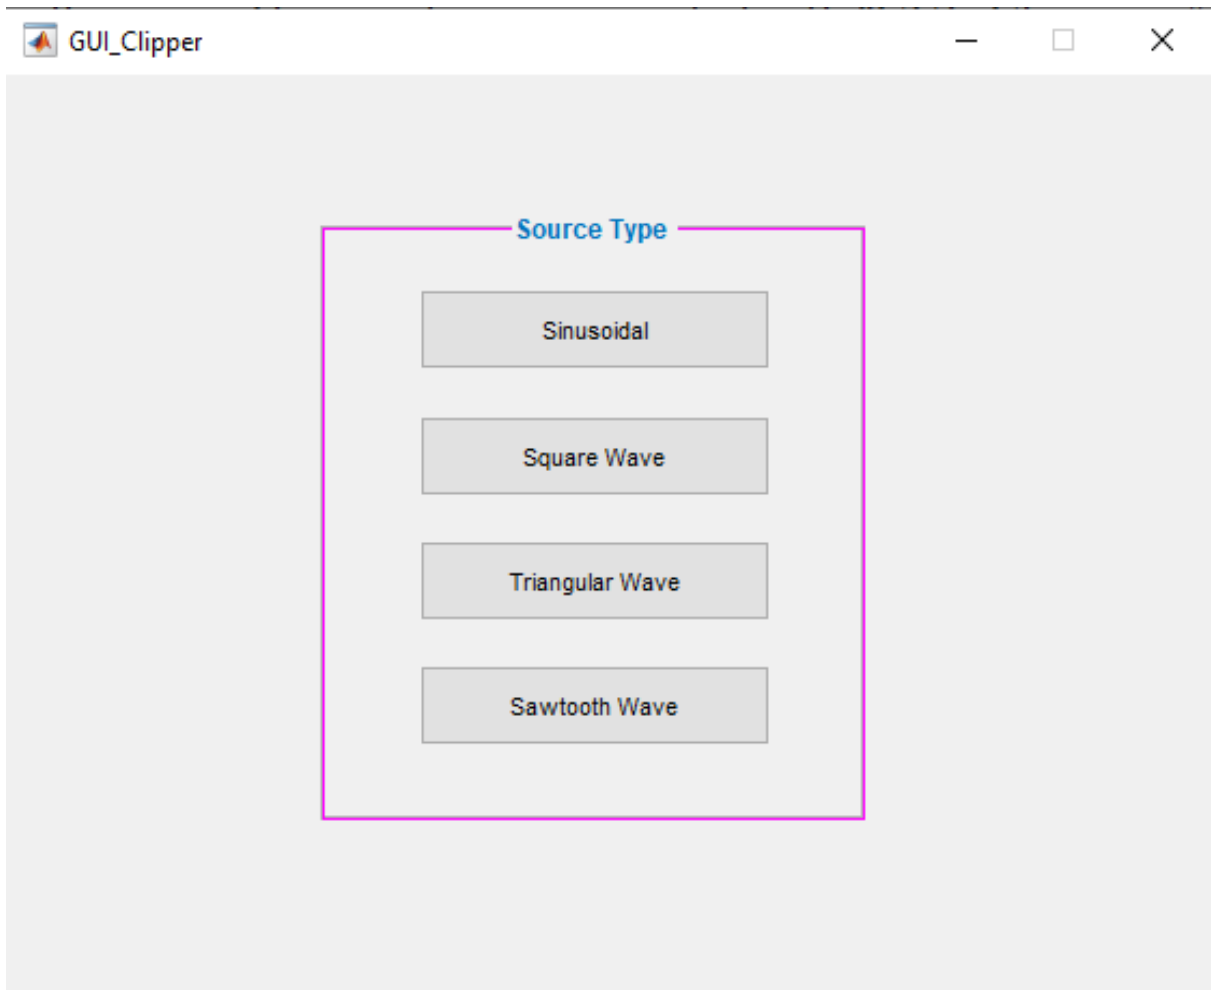 GUI_Clipper
Source Type
Sinusoidal
Square Wave
Triangular Wave
Sawtooth Wave